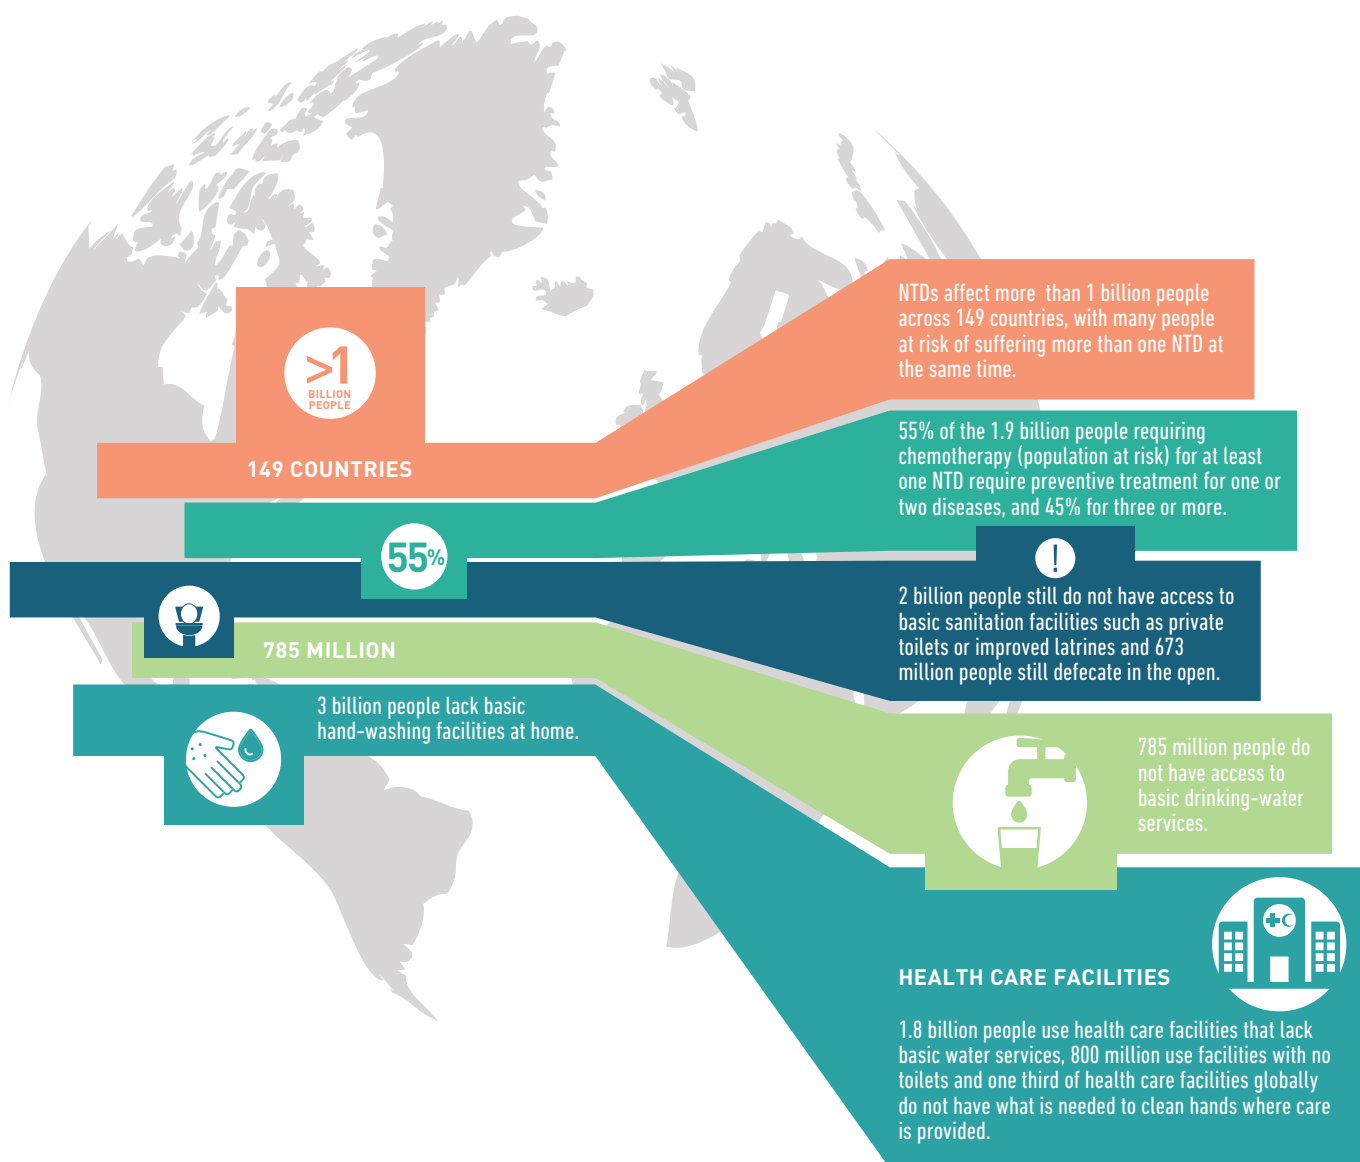 >1
BILLION
PEOPLE
149 COUNTRIES
NTDs affect more  than 1 billion people
across 149 countries, with many people
at risk of suffering more than one NTD at
the same time.
55%
55% of the 1.9 billion people requiring
chemotherapy (population at risk) for at least
one NTD require preventive treatment for one or
two diseases, and 45% for three or more.
!
2 billion people still do not have access to
basic sanitation facilities such as private
toilets or improved latrines and 673
million people still defecate in the open.
785 MILLION
785 million people do
not have access to
basic drinking-water
services.
3 billion people lack basic
hand-washing facilities at home.
HEALTH CARE FACILITIES
1.8 billion people use health care facilities that lack
basic water services, 800 million use facilities with no
toilets and one third of health care facilities globally
do not have what is needed to clean hands where care
is provided.